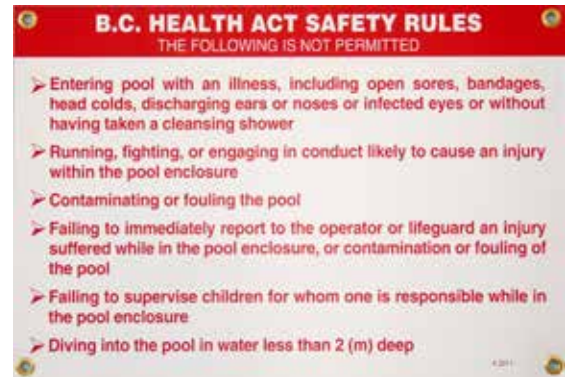 B.C. HEALTH ACT SAFETY RULES
THE FOLLOWING IS NOT PERMITTED
Entering pool with an illness, including open sores, bandages,
head colds, discharging ears or noses or infected eyes or without
having taken a cleansing shower
Running, fighting, or engaging in conduct likely to cause an injury
within the pool enclosure
Contaminating or fouling the pool
Failing to immediately report to the operator or lifeguard an injury
suffered while in the pool enclosure, or contamination or fouling of
the pool
Failing to supervise children for whom one is responsible while in
the pool enclosure
Diving into the pool in water less than 2 (m) deep